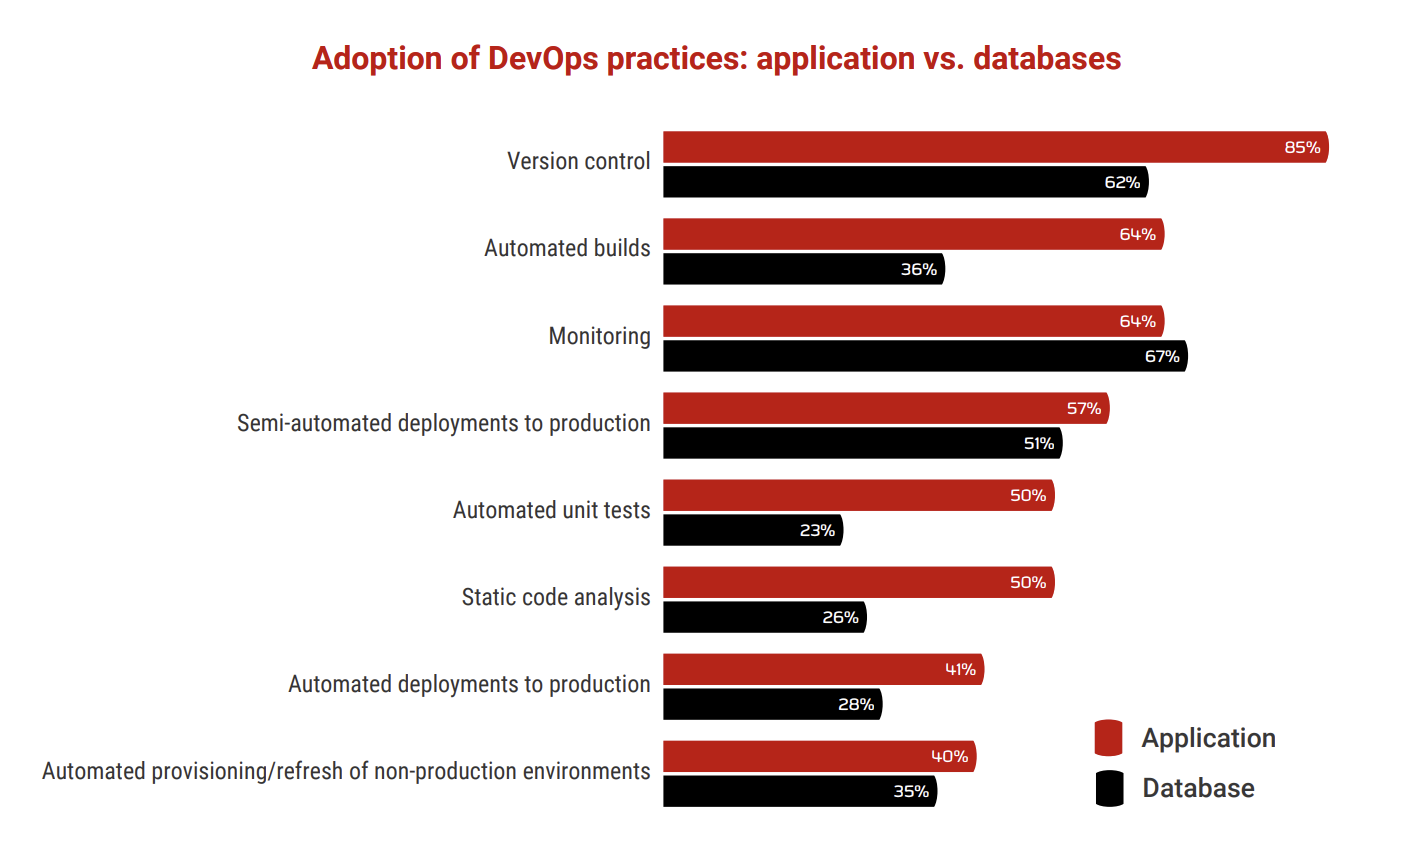 Adoption of DevOps practices: application vs. databases
Version control
85%
62%
Automated builds
64%
36%
Monitoring
64%
67%
Semi-automated deployments to production
57%
51%
Automated unit tests
50%
23%
Static code analysis
50%
26%
Automated deployments to production
41%
28%
Automated provisioning/refresh of non-production environments
40%
35%
Application
Database